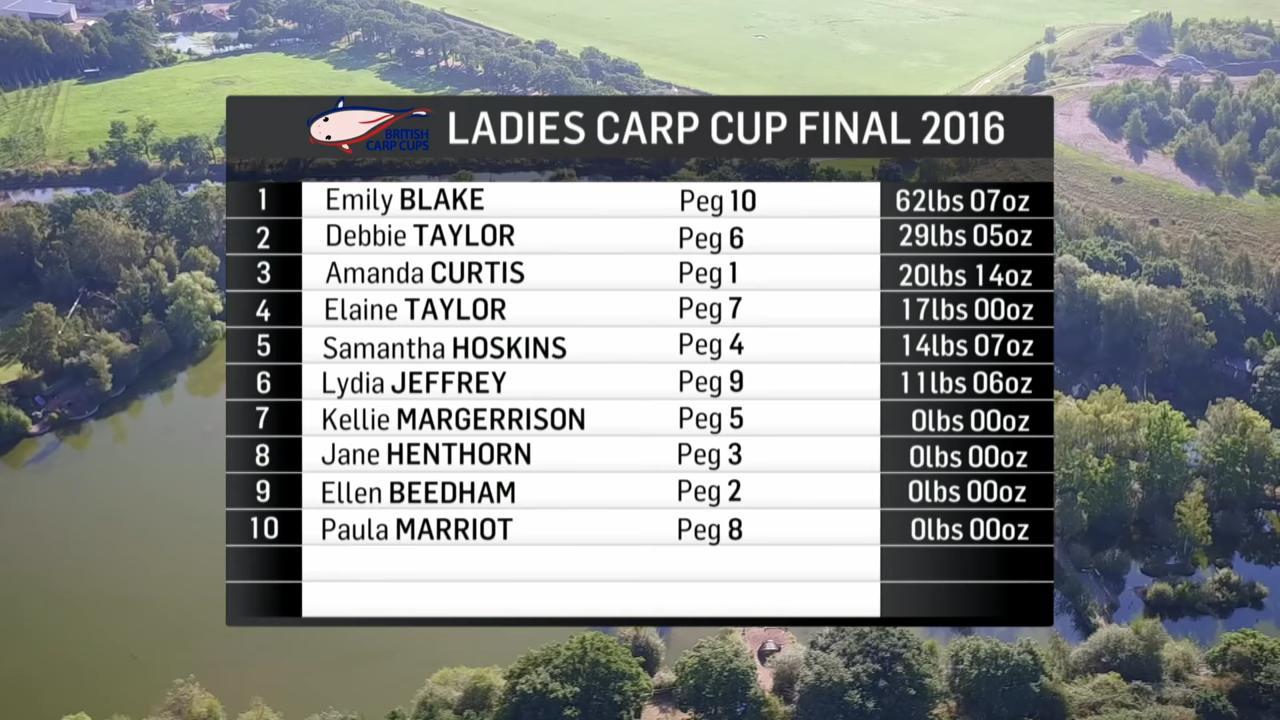 BRITISH
CARP CUPS
LADIES CARP CUP FINAL 2016
1 Emily BLAKE Peg 10 62lbs 07oz
2 Debbie TAYLOR Peg 6 29lbs 05oz
3 Amanda CURTIS Peg 1 20lbs 14oz
4 Elaine TAYLOR Peg 7 17lbs 00oz
5 Samantha HOSKINS Peg 4 14lbs 07oz
6 Lydia JEFFREY Peg 9 11lbs 06oz
7 Kellie MARGERRISON Peg 5 0lbs 00oz
8 Jane HENTHORN Peg 3 0lbs 00oz
9 Ellen BEEDHAM Peg 2 0lbs 00oz
10 Paula MARRIOT Peg 8 0lbs 00oz